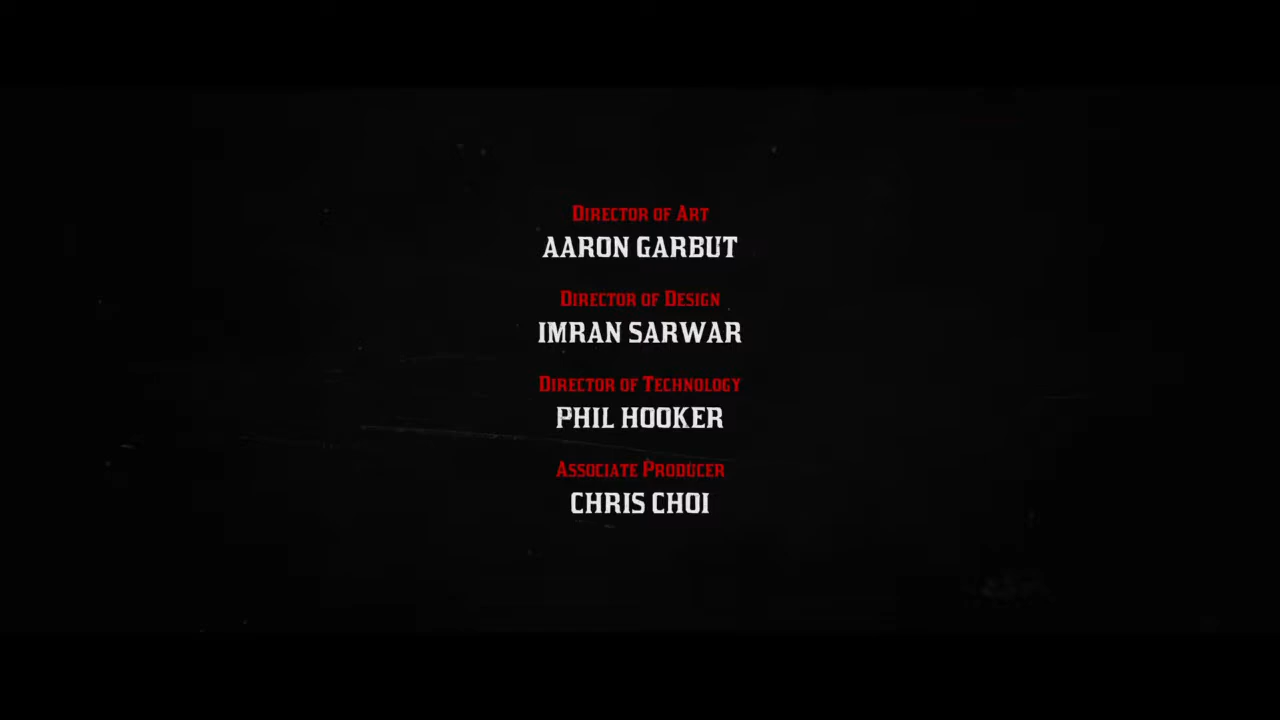 Director of Art
AARON GARBUT
Director of Design
IMRAN SARWAR
Director of Technology
PHIL HOOKER
Associate Producer
CHRIS CHOI